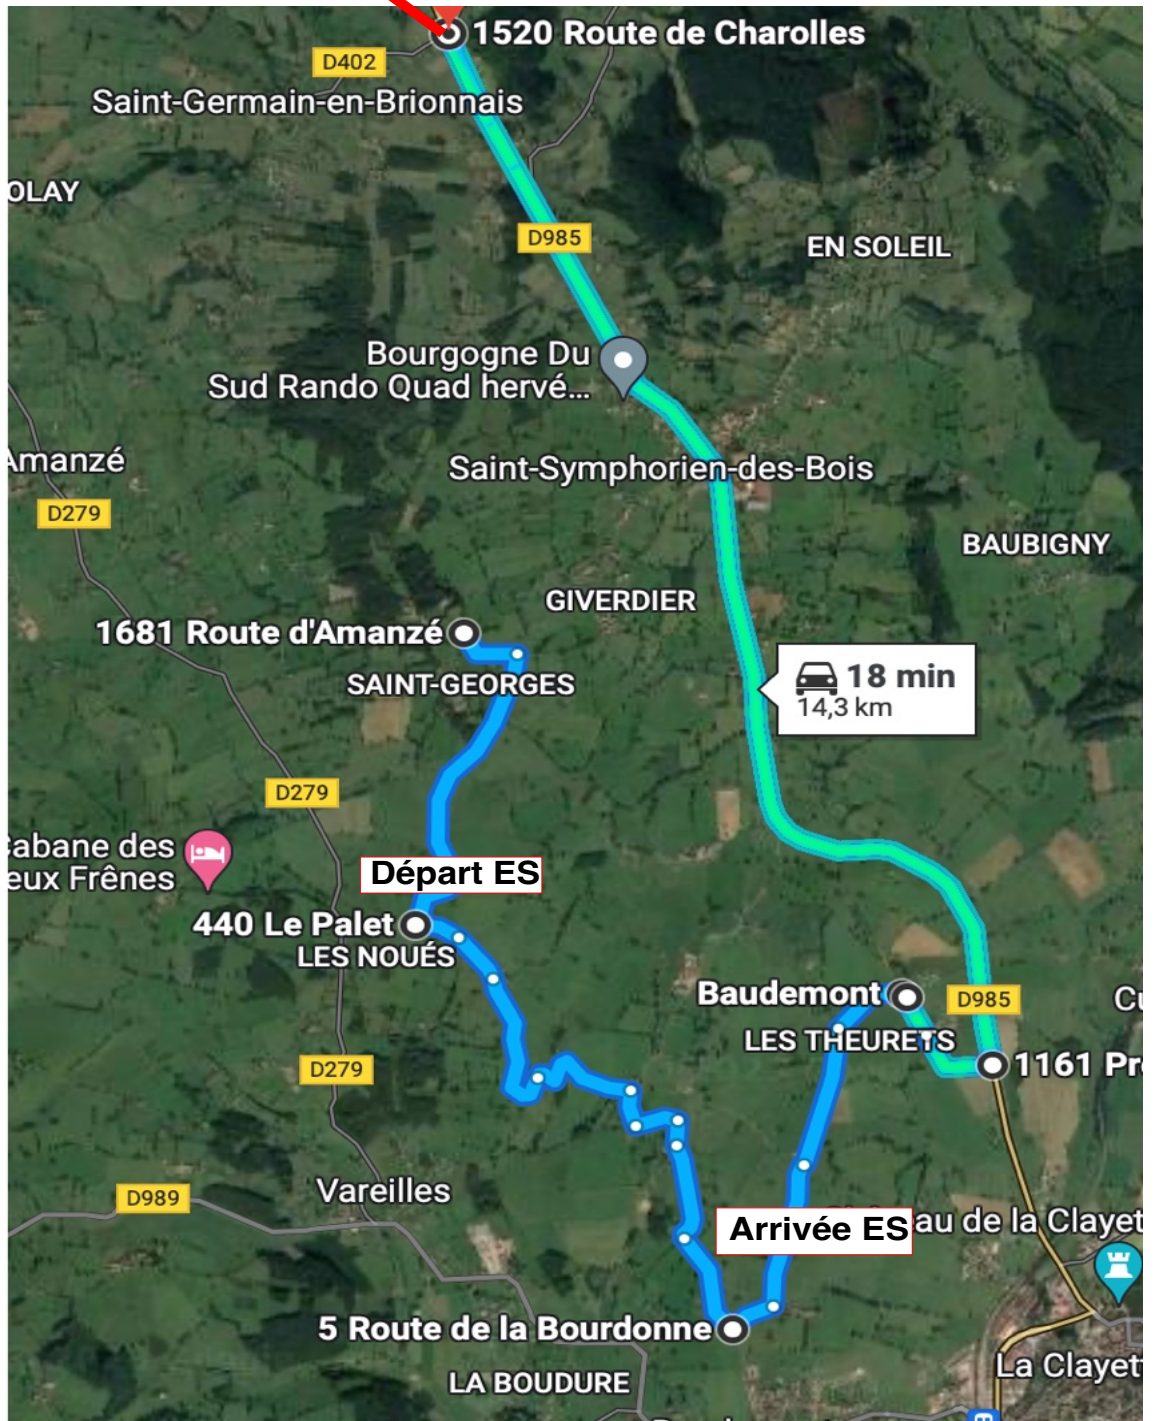 1520 Route de Charolles
D402
Saint-Germain-en-Brionnais
OLAY
D985
EN SOLEIL
Bourgogne Du
Sud Rando Quad hervé...
Amanzé
Saint-Symphorien-des-Bois
D279
BAUBIGNY
GIVERDIER
1681 Route d'Amanzé
SAINT-GEORGES
18 min
14,3 km
D279
abane des
eux Frênes
Départ ES
440 Le Palet
LES NOUÉS
Baudemont
D985
LES THEURETS
1161 Pr
D279
Vareilles
D989
Arrivée ES
au de la Clayet
5 Route de la Bourdonne
La Clayet
LA BOUDURE